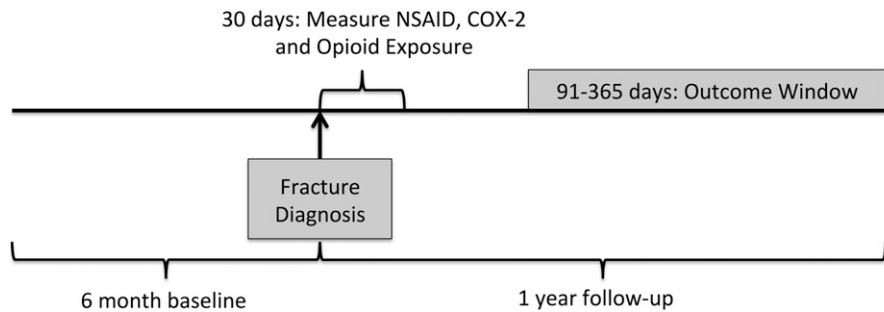 30 days: Measure NSAID, COX-2
and Opioid Exposure
91-365 days: Outcome Window
Fracture
Diagnosis
6 month baseline
1 year follow-up